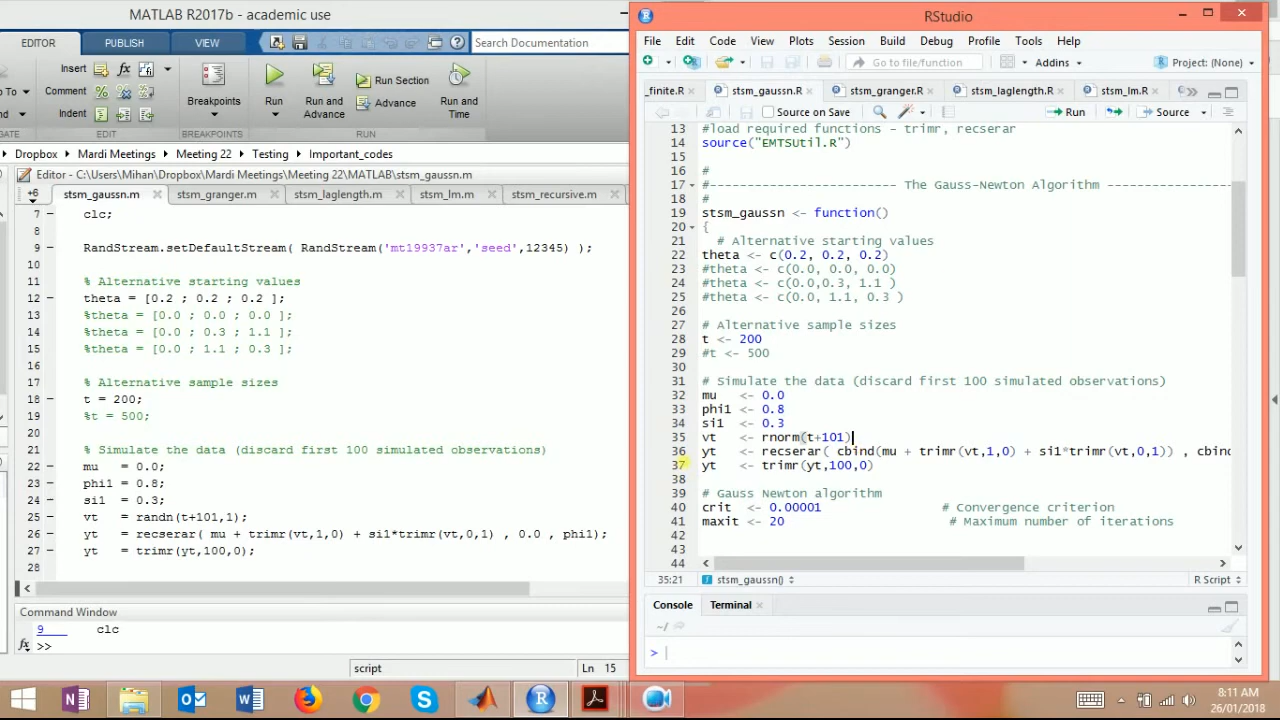 MATLAB R2017b - academic use
EDITOR
PUBLISH
VIEW
Search Documentation
Insert
fx
Comment
Indent
EDIT
Breakpoints
BREAKPOINTS
Run
Run and
Advance
Run Section
Advance
Run and
Time
RUN
Dropbox
Mardi Meetings
Meeting 22
Testing
Important_codes
Editor - C:\Users\Mihan\Dropbox\Mardi Meetings\Meeting 22\MATLAB\stsm_gaussn.m
+6
stsm_gaussn.m
stsm_granger.m
stsm_laglength.m
stsm_lm.m
stsm_recursive.m
7 - clc;
8
9 - RandStream.setDefaultStream( RandStream('mt19937ar','seed',12345) );
10
11 % Alternative starting values
12 - theta = [0.2 ; 0.2 ; 0.2 ];
13 - %theta = [0.0 ; 0.0 ; 0.0 ];
14 - %theta = [0.0 ; 0.3 ; 1.1 ];
15 - %theta = [0.0 ; 1.1 ; 0.3 ];
16
17 % Alternative sample sizes
18 - t = 200;
19 - %t = 500;
20
21 % Simulate the data (discard first 100 simulated observations)
22 - mu = 0.0;
23 - phi1 = 0.8;
24 - si1 = 0.3;
25 - vt = randn(t+101,1);
26 - yt = recserar( mu + trimr(vt,1,0) + si1*trimr(vt,0,1) , 0.0 , phi1);
27 - yt = trimr(yt,100,0);
28
Command Window
9 clc
fx >>
script
Ln 15
RStudio
File Edit Code View Plots Session Build Debug Profile Tools Help
Go to file/function
Addins
Project: (None)
_finite.R
stsm_gaussn.R
stsm_granger.R
stsm_laglength.R
stsm_lm.R
Source on Save
Run
Source
13 #load required functions - trimr, recserar
14 source("EMTSUtil.R")
15
16 #
17 #------------------------- The Gauss-Newton Algorithm -----------------
18 #
19 stsm_gaussn <- function()
20 {
21 # Alternative starting values
22 theta <- c(0.2, 0.2, 0.2)
23 #theta <- c(0.0, 0.0, 0.0)
24 #theta <- c(0.0,0.3, 1.1 )
25 #theta <- c(0.0, 1.1, 0.3 )
26
27 # Alternative sample sizes
28 t <- 200
29 #t <- 500
30
31 # Simulate the data (discard first 100 simulated observations)
32 mu <- 0.0
33 phi1 <- 0.8
34 si1 <- 0.3
35 vt <- rnorm(t+101)
36 yt <- recserar( cbind(mu + trimr(vt,1,0) + si1*trimr(vt,0,1)) , cbind
37 yt <- trimr(yt,100,0)
38
39 # Gauss Newton algorithm
40 crit <- 0.00001 # Convergence criterion
41 maxit <- 20 # Maximum number of iterations
42
43
44
35:21
stsm_gaussn()
R Script
Console
Terminal
~/
>
8:11 AM
26/01/2018